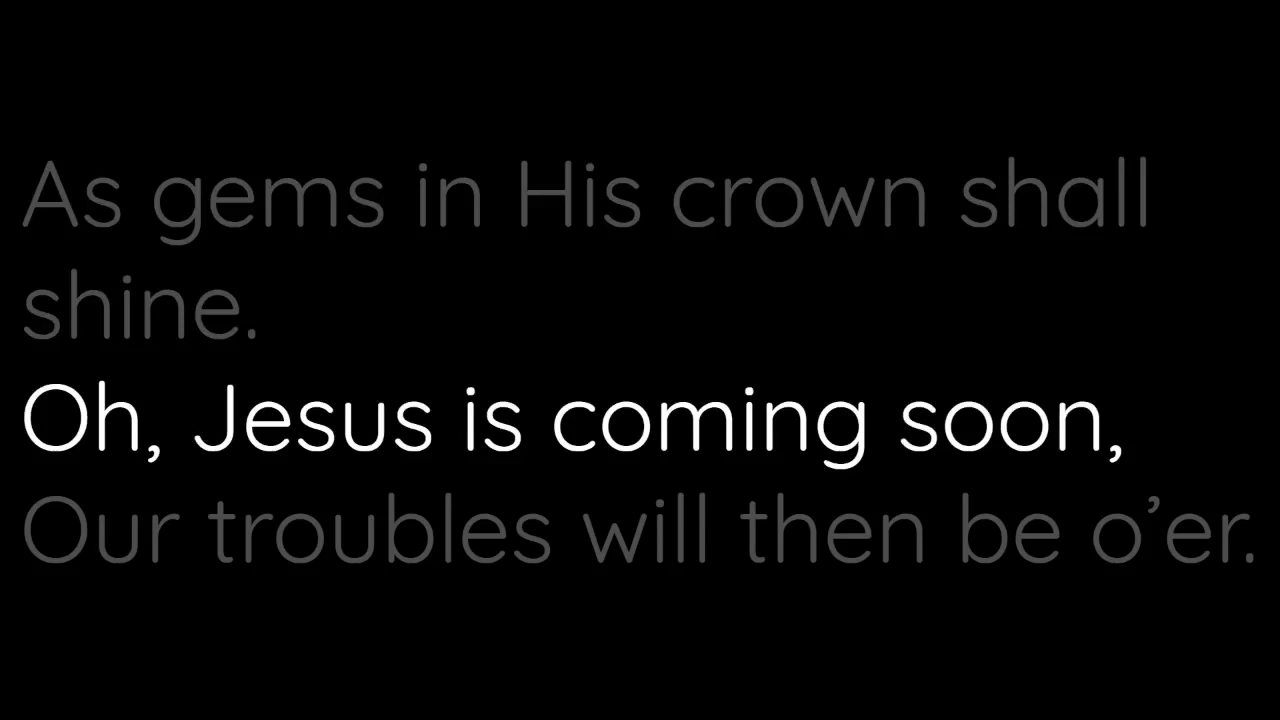 As gems in His crown shall
shine.
Oh, Jesus is coming soon,
Our troubles will then be o’er.